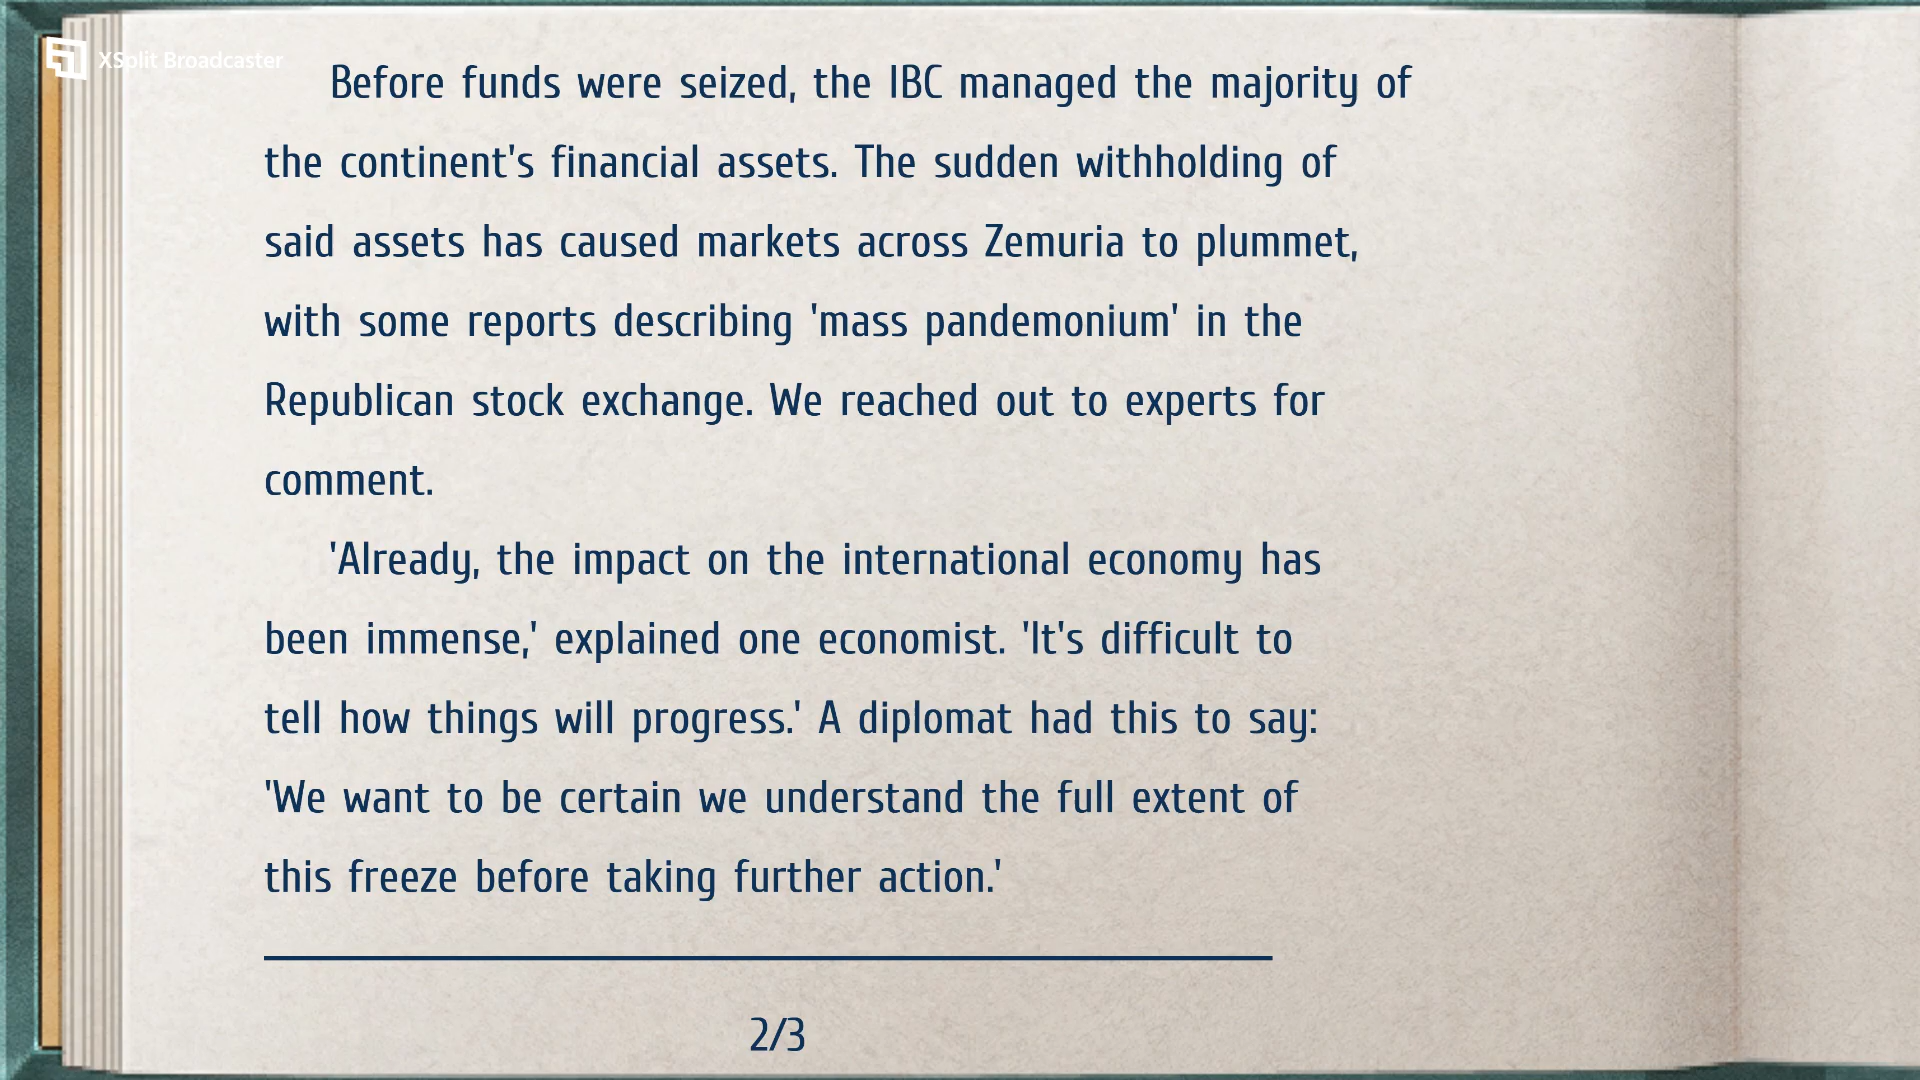 XSplit Broadcaster
Before funds were seized, the IBC managed the majority of
the continent's financial assets. The sudden withholding of
said assets has caused markets across Zemuria to plummet,
with some reports describing 'mass pandemonium' in the
Republican stock exchange. We reached out to experts for
comment.
'Already, the impact on the international economy has
been immense,' explained one economist. 'It's difficult to
tell how things will progress.' A diplomat had this to say:
'We want to be certain we understand the full extent of
this freeze before taking further action.'
2/3